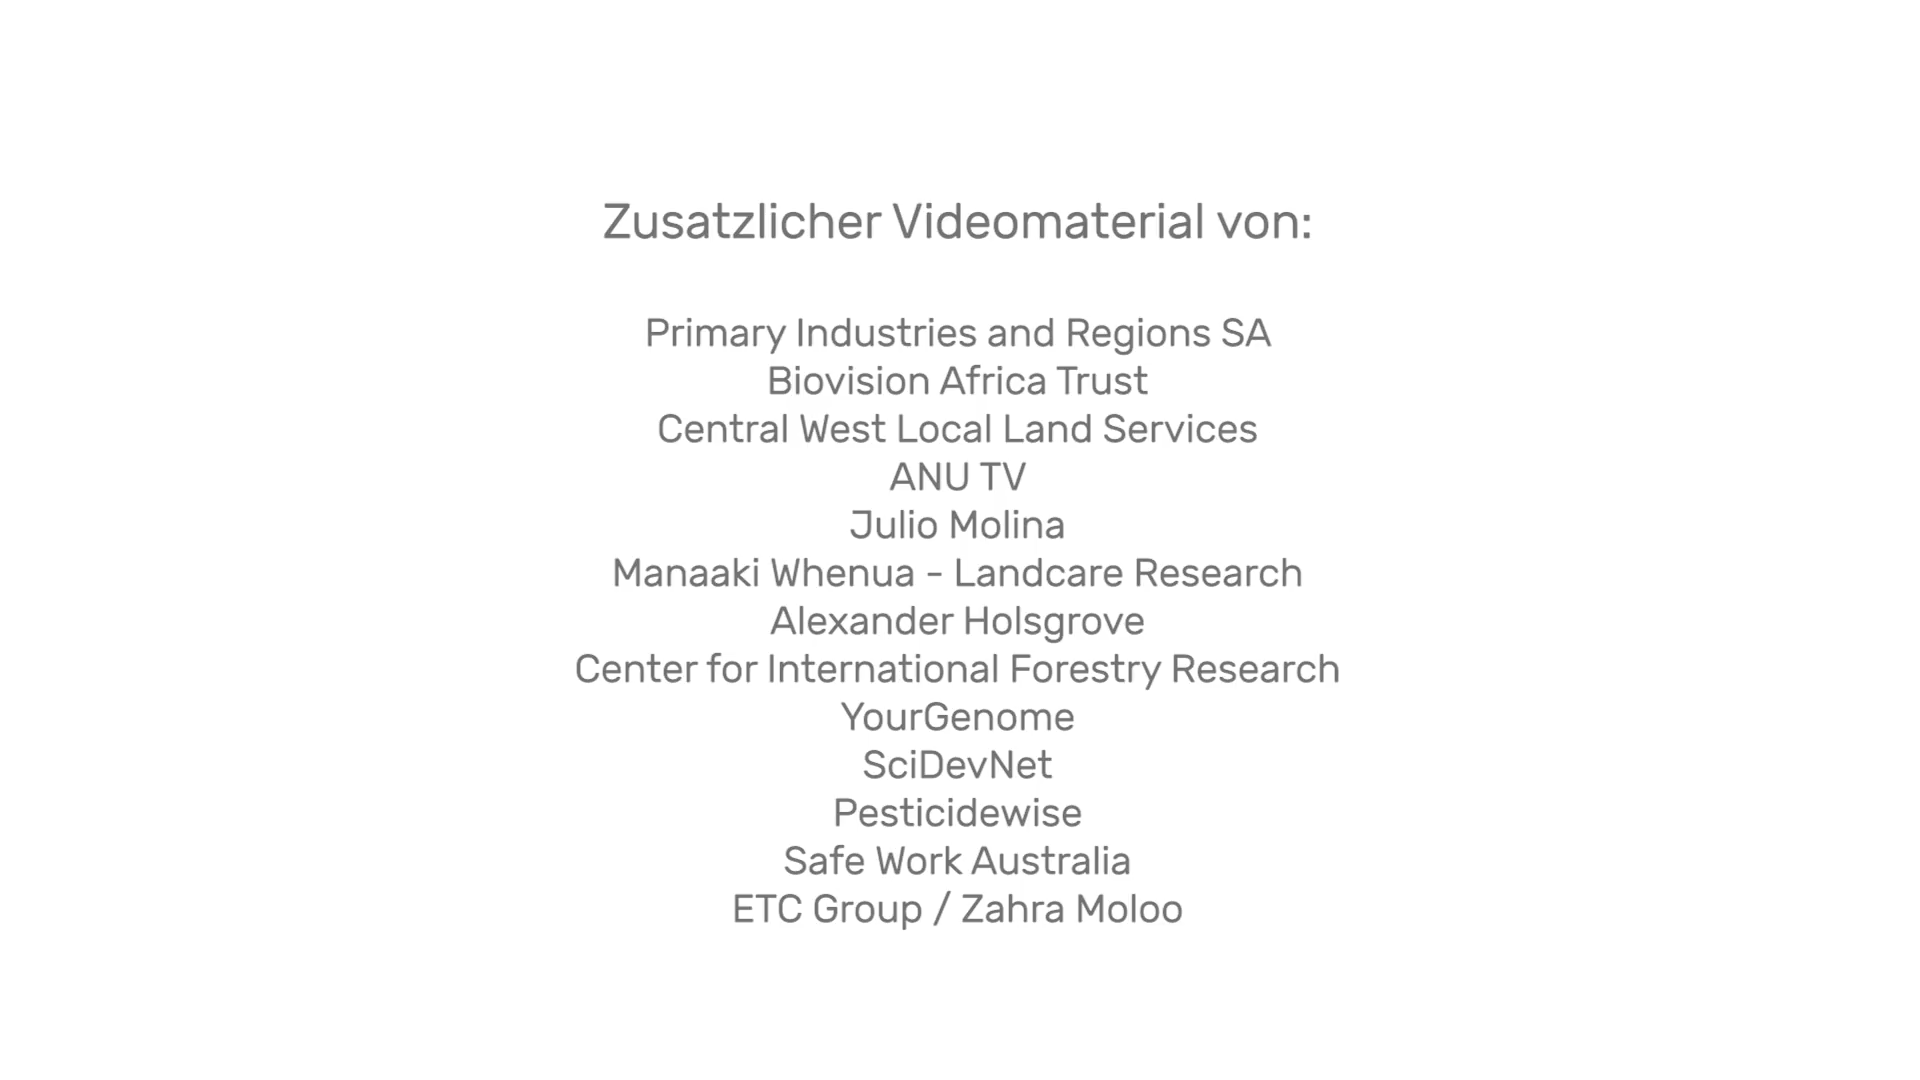 Zusatzlicher Videomaterial von:
Primary Industries and Regions SA
Biovision Africa Trust
Central West Local Land Services
ANU TV
Julio Molina
Manaaki Whenua - Landcare Research
Alexander Holsgrove
Center for International Forestry Research
YourGenome
SciDevNet
Pesticidewise
Safe Work Australia
ETC Group / Zahra Moloo